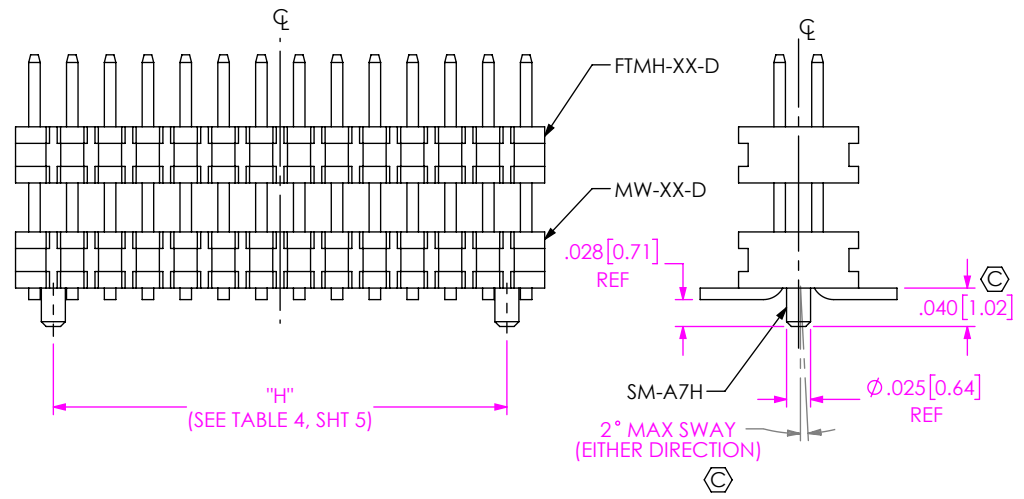 ℄
℄
FTMH-XX-D
MW-XX-D
.028[0.71]
REF
C
.040[1.02]
SM-A7H
Ø.025[0.64]
REF
"H"
(SEE TABLE 4, SHT 5)
2° MAX SWAY
(EITHER DIRECTION)
C